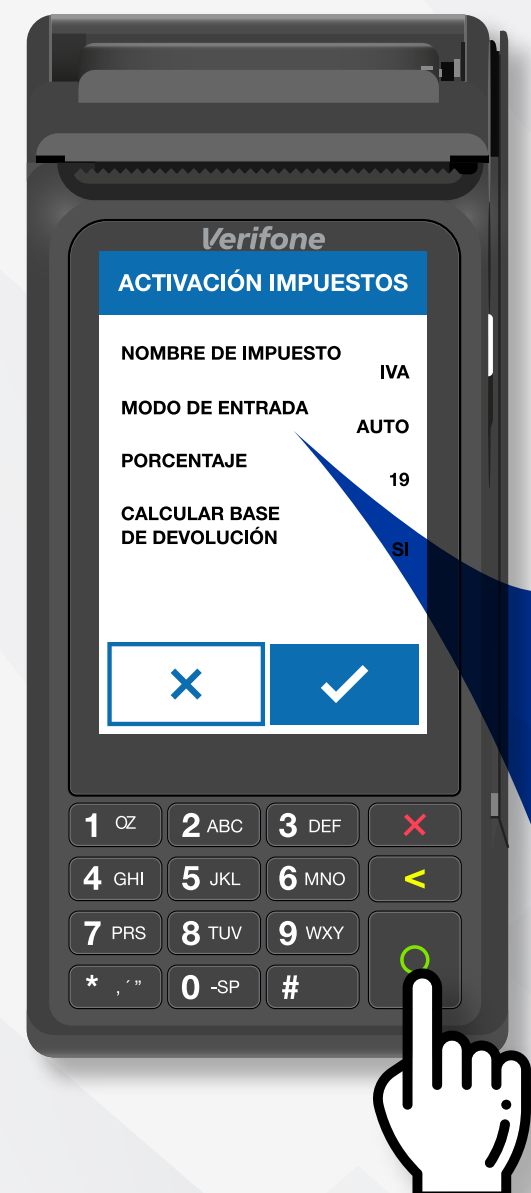 Verifone
ACTIVACIÓN IMPUESTOS
NOMBRE DE IMPUESTO
IVA
MODO DE ENTRADA
AUTO
PORCENTAJE
19
CALCULAR BASE
DE DEVOLUCIÓN
SI
1 OZ 2 ABC 3 DEF
4 GHI 5 JKL 6 MNO <
7 PRS 8 TUV 9 WXY
* , ´ ” 0 -SP #